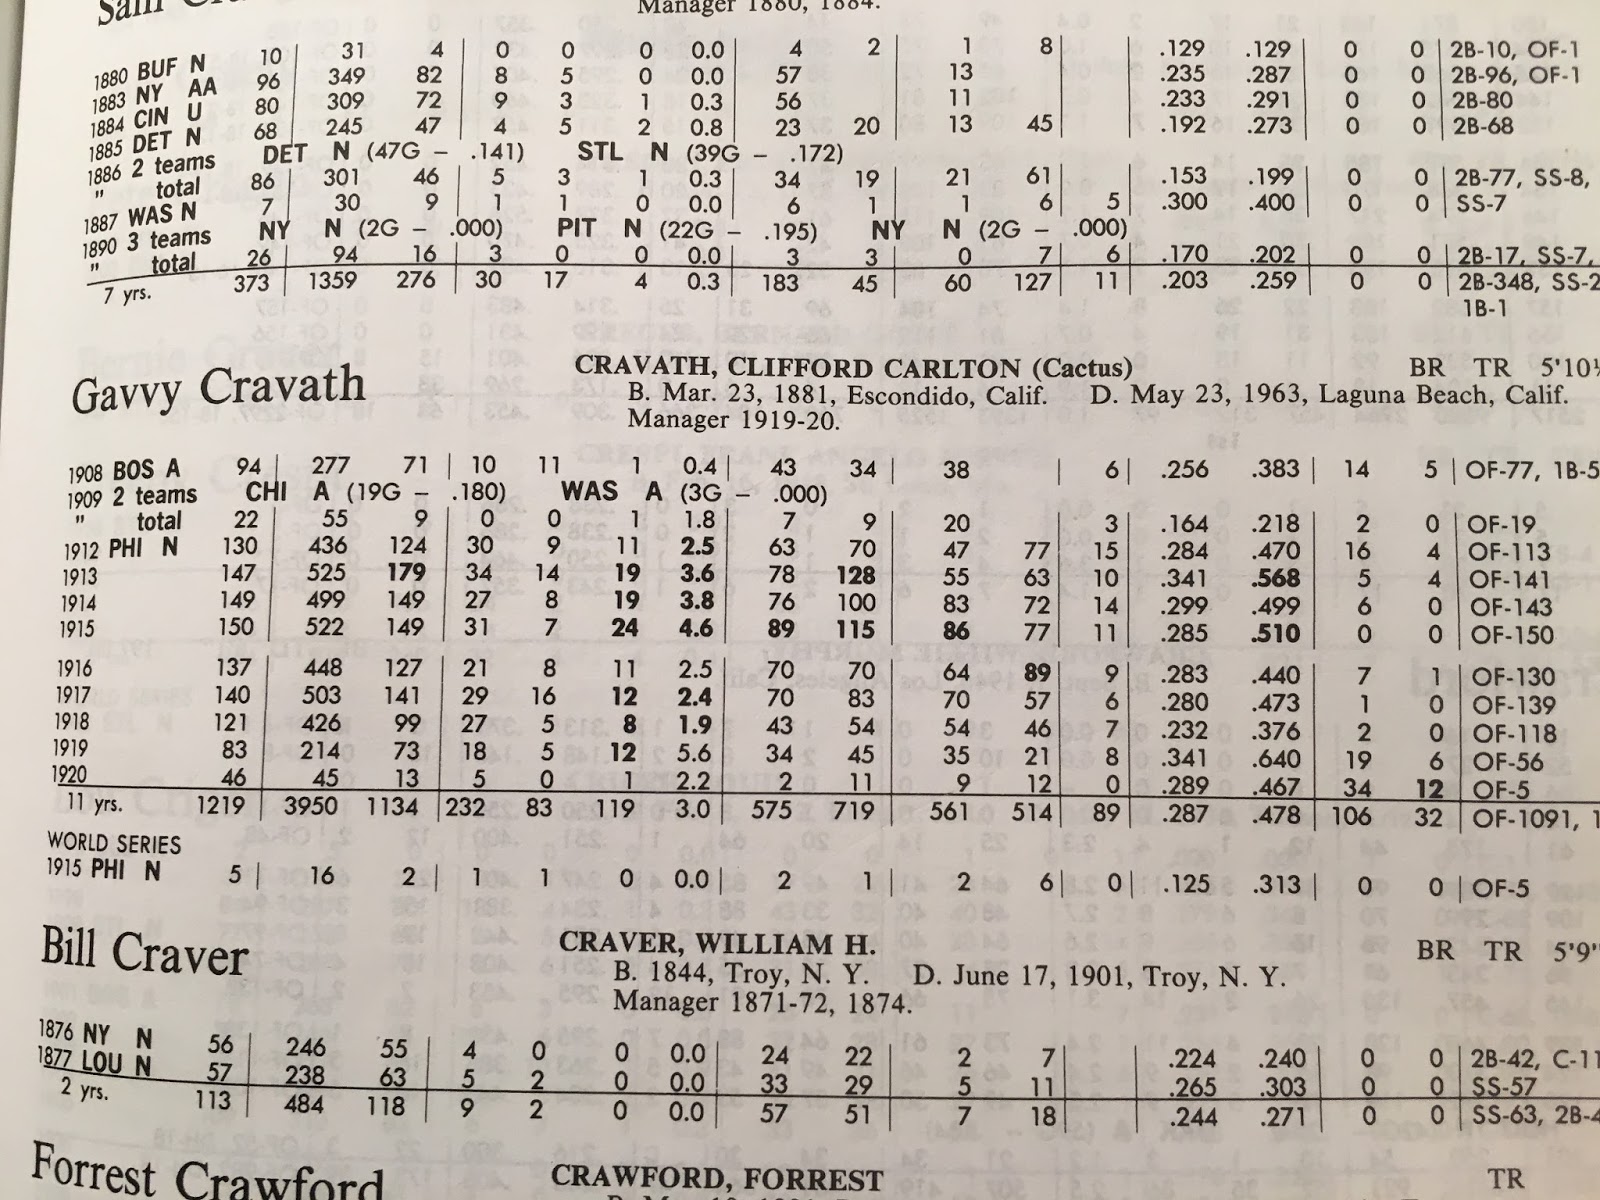 Sam
Manager 1880, 1884.
1880 BUF N 10 31 4 0 0 0 0.0 4 2 1 8 .129 .129 0 0 2B-10, OF-1
1883 NY AA 96 349 82 8 5 0 0.0 57 13 .235 .287 0 0 2B-96, OF-1
1884 CIN U 80 309 72 9 3 1 0.3 56 11 .233 .291 0 0 2B-80
1885 DET N 68 245 47 4 5 2 0.8 23 20 13 45 .192 .273 0 0 2B-68
1886 2 teams DET N (47G – .141) STL N (39G – .172)
" total 86 301 46 5 3 1 0.3 34 19 21 61 .153 .199 0 0 2B-77, SS-8,
1887 WAS N 7 30 9 1 1 0 0.0 6 1 1 6 5 .300 .400 0 0 SS-7
1890 3 teams NY N (2G – .000) PIT N (22G – .195) NY N (2G – .000)
" total 26 94 16 3 0 0 0.0 3 3 0 7 6 .170 .202 0 0 2B-17, SS-7,
7 yrs. 373 1359 276 30 17 4 0.3 183 45 60 127 11 .203 .259 0 0 2B-348, SS-2
1B-1
Gavvy Cravath CRAVATH, CLIFFORD CARLTON (Cactus) BR TR 5'10½
B. Mar. 23, 1881, Escondido, Calif. D. May 23, 1963, Laguna Beach, Calif.
Manager 1919-20.
1908 BOS A 94 277 71 10 11 1 0.4 43 34 38 6 .256 .383 14 5 OF-77, 1B-5
1909 2 teams CHI A (19G – .180) WAS A (3G – .000)
" total 22 55 9 0 0 1 1.8 7 9 20 3 .164 .218 2 0 OF-19
1912 PHI N 130 436 124 30 9 11 2.5 63 70 47 77 15 .284 .470 16 4 OF-113
1913 147 525 179 34 14 19 3.6 78 128 55 63 10 .341 .568 5 4 OF-141
1914 149 499 149 27 8 19 3.8 76 100 83 72 14 .299 .499 6 0 OF-143
1915 150 522 149 31 7 24 4.6 89 115 86 77 11 .285 .510 0 0 OF-150
1916 137 448 127 21 8 11 2.5 70 70 64 89 9 .283 .440 7 1 OF-130
1917 140 503 141 29 16 12 2.4 70 83 70 57 6 .280 .473 1 0 OF-139
1918 121 426 99 27 5 8 1.9 43 54 54 46 7 .232 .376 2 0 OF-118
1919 83 214 73 18 5 12 5.6 34 45 35 21 8 .341 .640 19 6 OF-56
1920 46 45 13 5 0 1 2.2 2 11 9 12 0 .289 .467 34 12 OF-5
11 yrs. 1219 3950 1134 232 83 119 3.0 575 719 561 514 89 .287 .478 106 32 OF-1091, 1
WORLD SERIES
1915 PHI N 5 16 2 1 1 0 0.0 2 1 2 6 0 .125 .313 0 0 OF-5
Bill Craver CRAVER, WILLIAM H. BR TR 5'9"
B. 1844, Troy, N. Y. D. June 17, 1901, Troy, N. Y.
Manager 1871-72, 1874.
1876 NY N 56 246 55 4 0 0 0.0 24 22 2 7 .224 .240 0 0 2B-42, C-11
1877 LOU N 57 238 63 5 2 0 0.0 33 29 5 11 .265 .303 0 0 SS-57
2 yrs. 113 484 118 9 2 0 0.0 57 51 7 18 .244 .271 0 0 SS-63, 2B-4
Forrest Crawford CRAWFORD, FORREST TR